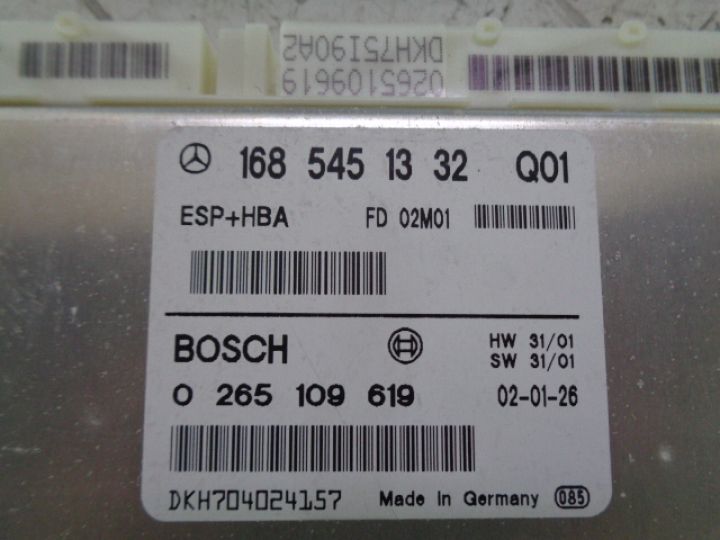 0265109619
DKH75I90A2
168 545 13 32 Q01
ESP+HBA FD 02M01
BOSCH HW 31/01
SW 31/01
0 265 109 619 02-01-26
DKH704024157 Made in Germany 085